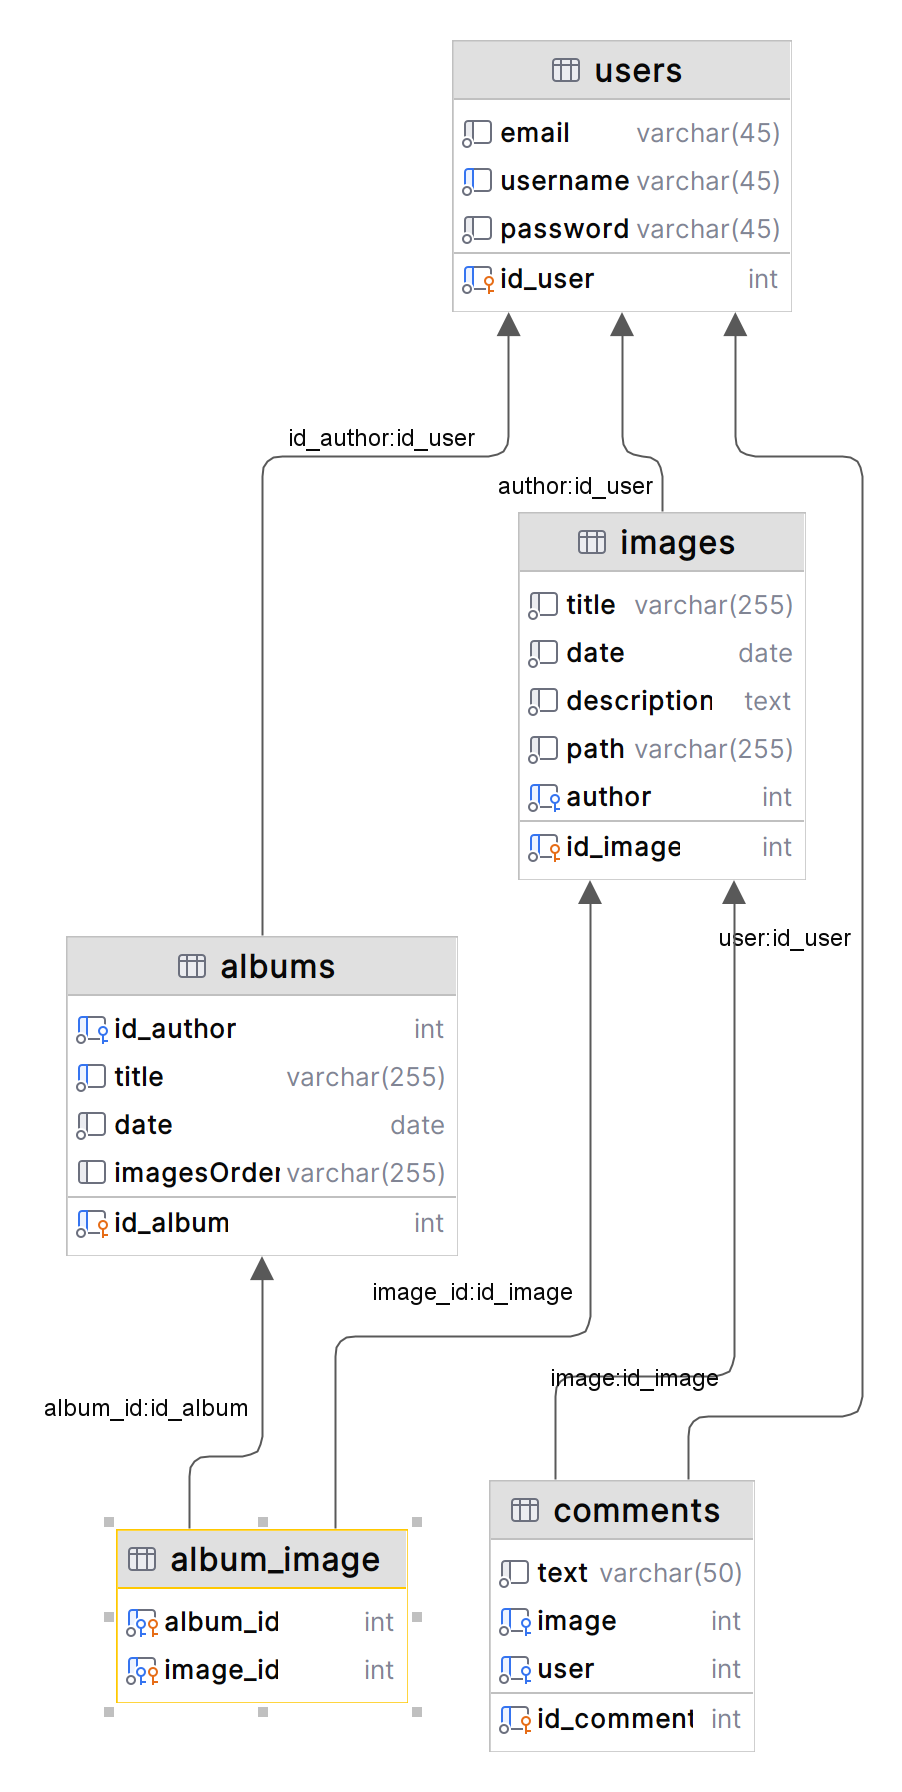 users
email varchar(45)
username varchar(45)
password varchar(45)
id_user int
id_author:id_user
author:id_user
images
title varchar(255)
date date
description text
path varchar(255)
author int
id_image int
user:id_user
albums
id_author int
title varchar(255)
date date
imagesOrder varchar(255)
id_album int
image_id:id_image
image:id_image
album_id:id_album
album_image
album_id int
image_id int
comments
text varchar(50)
image int
user int
id_comment int